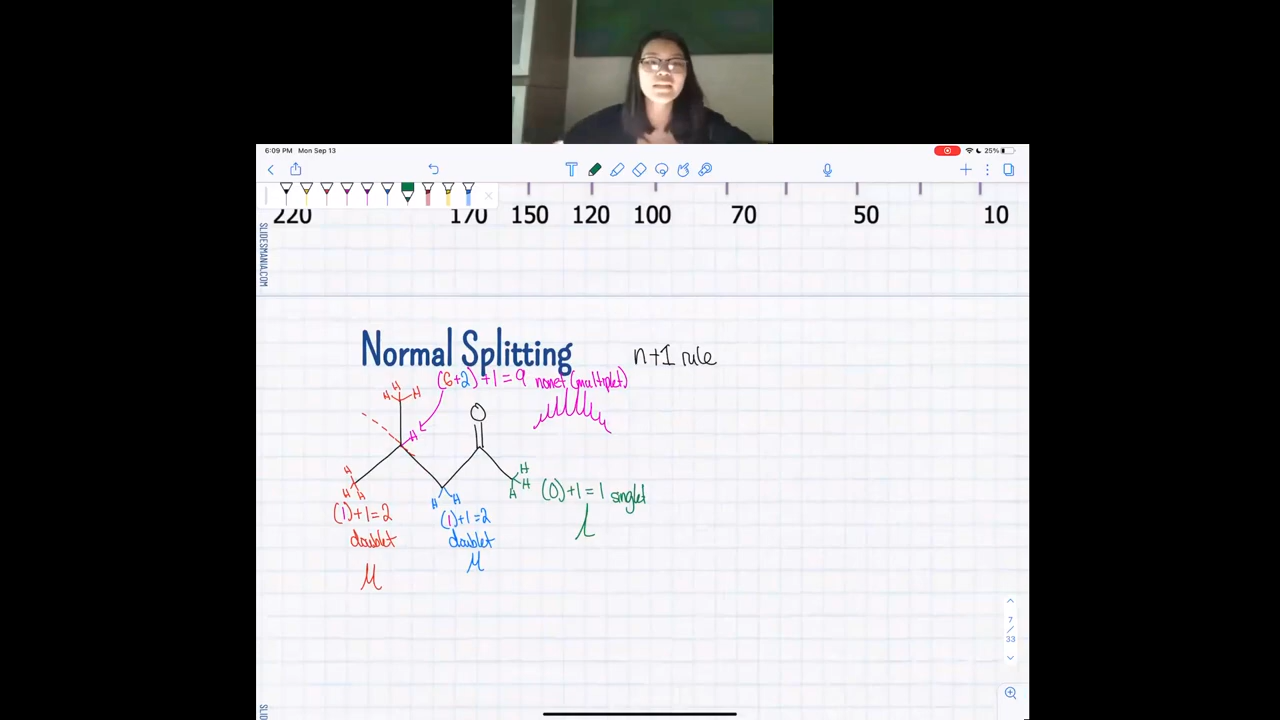 6:09 PM Mon Sep 13
25%
T
220 170 150 120 100 70 50 10
SLIDESMANIA.COM
Normal Splitting
n+1 rule
(6+2)+1=9 nonet (multiplet)
H
H H
H
O
H
H H
H H
H
H
H
(0)+1=1 singlet
(1)+1=2
doublet
(1)+1=2
doublet
7
/
33
SLID